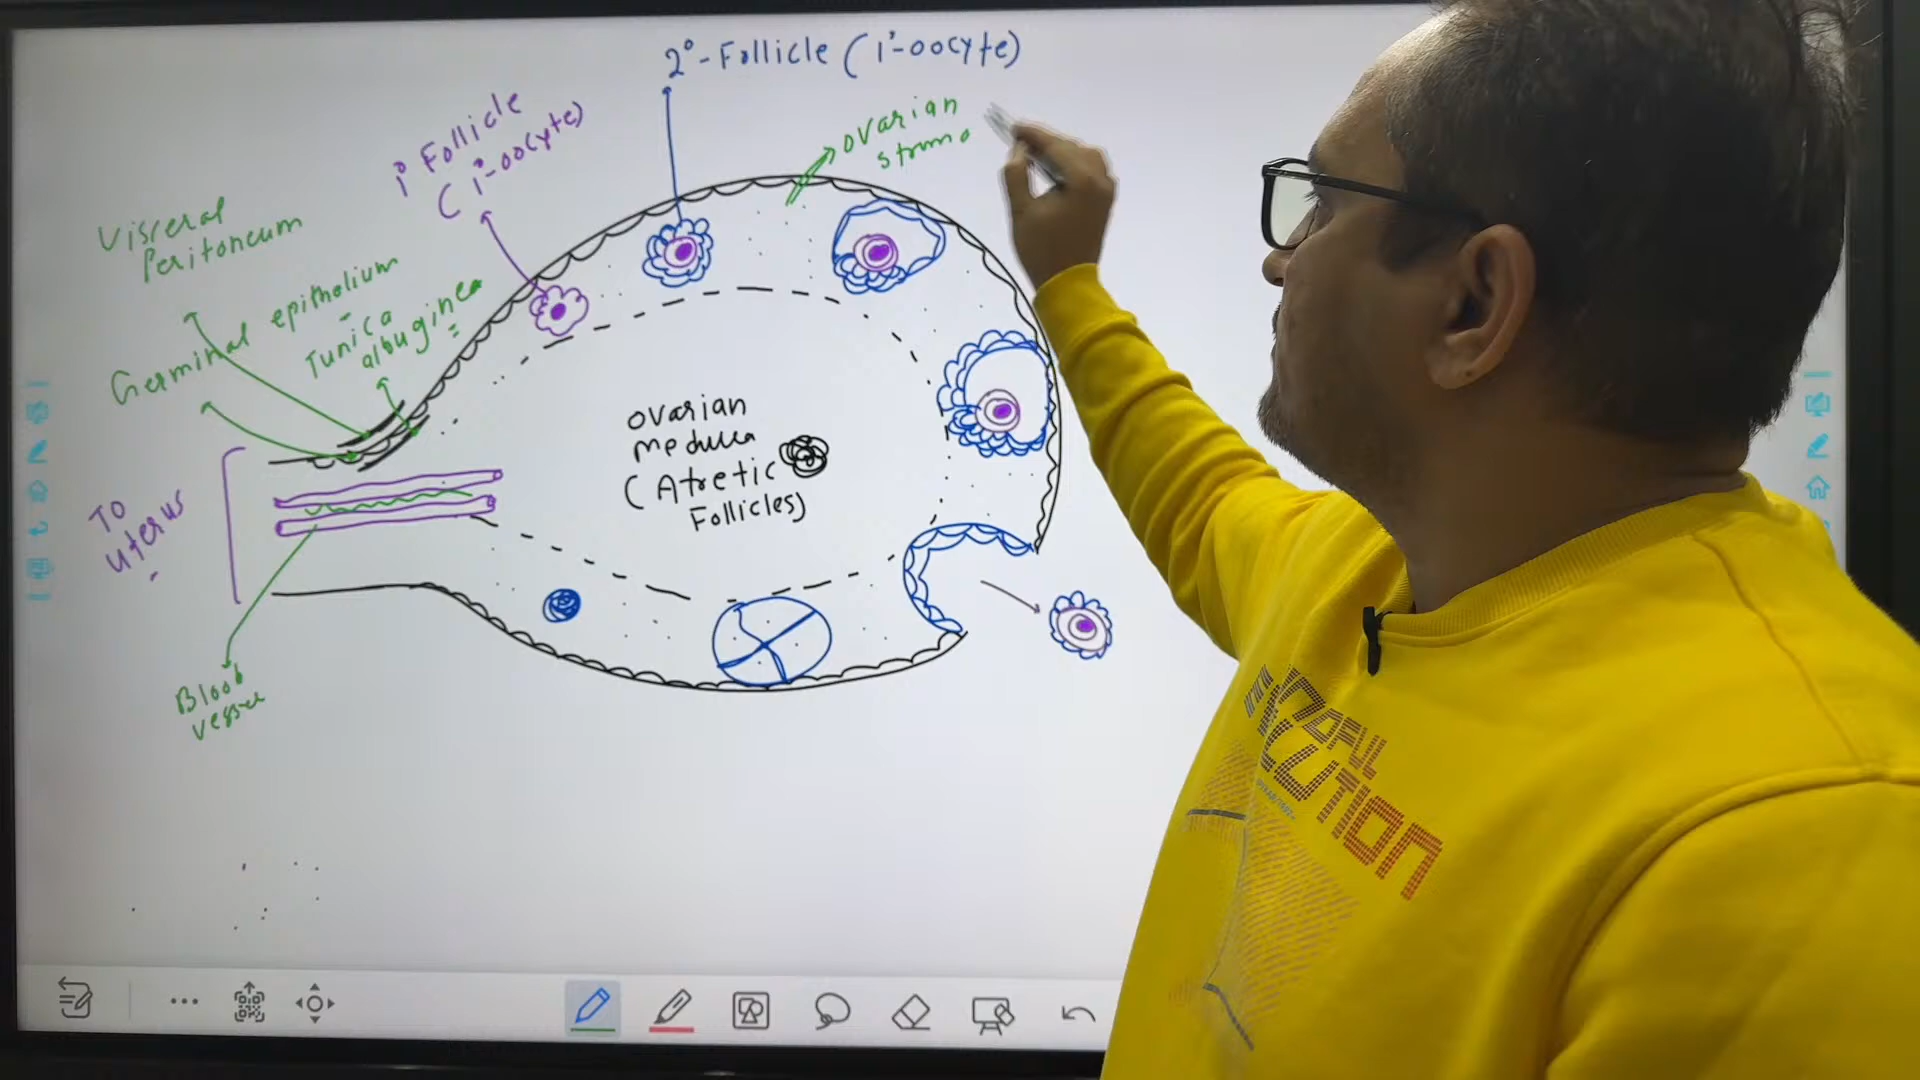 2°-Follicle (1°-oocyte)
1° Follicle
(1°-oocyte)
ovarian
stroma
Visceral
Peritoneum
Germinal epithelium
Tunica
albuginea
ovarian
medulla
(Atretic
Follicles)
To
uterus
Blood
vessel